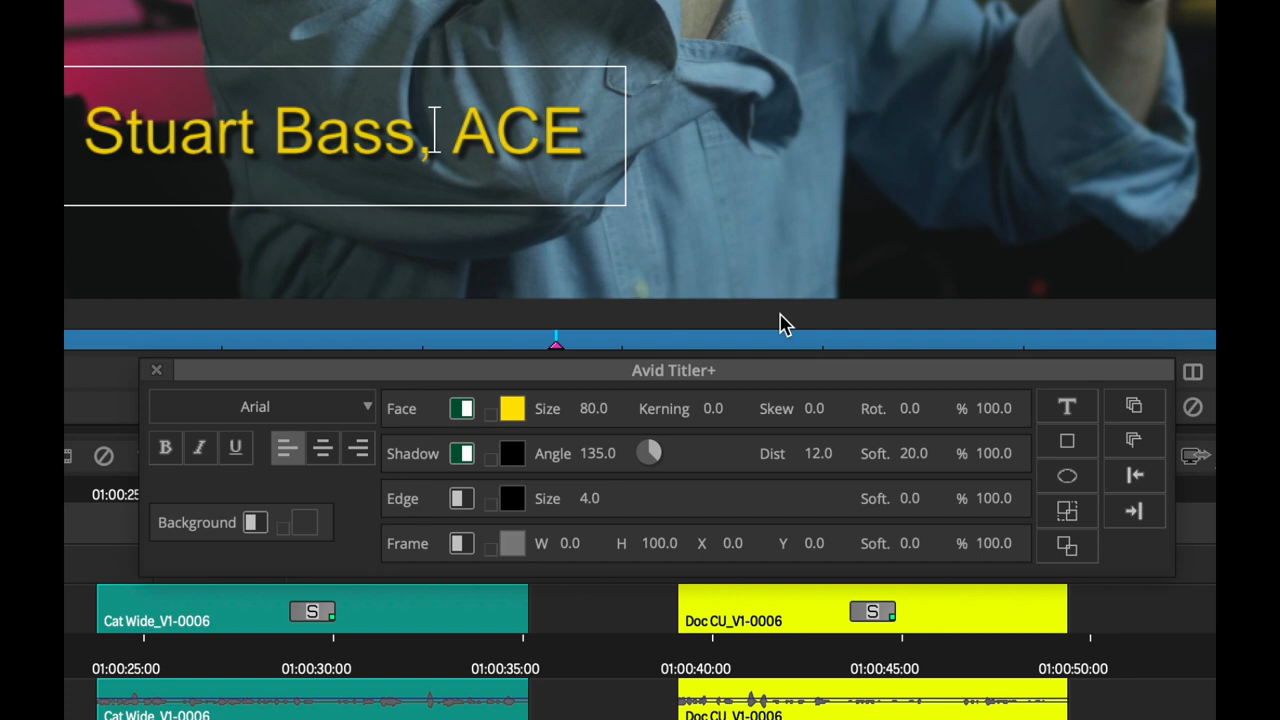 Stuart Bass, ACE
Avid Titler+
Arial
Face Size 80.0 Kerning 0.0 Skew 0.0 Rot. 0.0 % 100.0
T
B I U
Shadow Angle 135.0 Dist 12.0 Soft. 20.0 % 100.0
01:00:25
Edge Size 4.0 Soft. 0.0 % 100.0
Background
Frame W 0.0 H 100.0 X 0.0 Y 0.0 Soft. 0.0 % 100.0
Cat Wide_V1-0006 S
Doc CU_V1-0006 S
01:00:25:00 01:00:30:00 01:00:35:00 01:00:40:00 01:00:45:00 01:00:50:00
Cat Wide_V1-0006
Doc CU_V1-0006